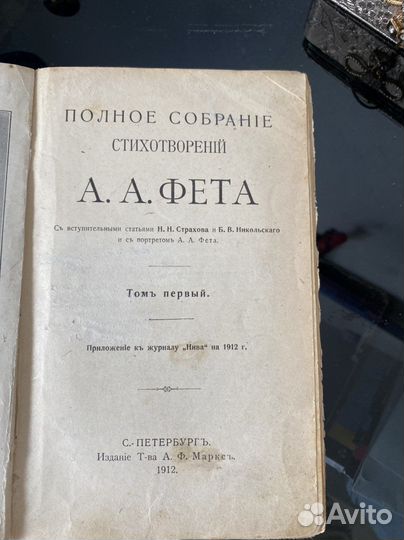 ПОЛНОЕ СОБРАНІЕ
СТИХОТВОРЕНІЙ
А. А. ФЕТА
Съ вступительными статьями Н. Н. Страхова и Б. В. Никольскаго
и съ портретомъ А. А. Фета.
Томъ первый.
Приложеніе къ журналу „Нива" на 1912 г.
С.-ПЕТЕРБУРГЪ.
Изданіе Т-ва А. Ф. Марксъ.
1912.
Avito